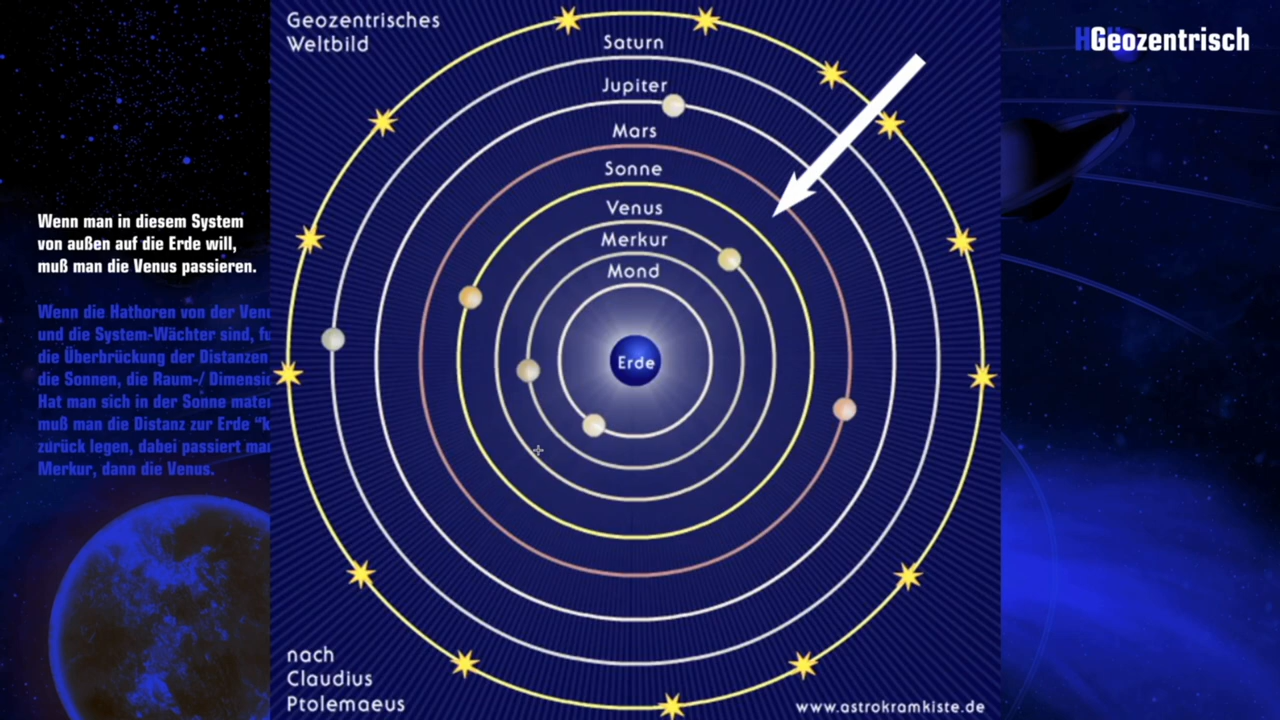 Geozentrisches
Weltbild
Geozentrisch
Saturn
Jupiter
Mars
Sonne
Venus
Merkur
Mond
Erde
Wenn man in diesem System
von außen auf die Erde will,
muß man die Venus passieren.
Wenn die Hathoren von der
und die System-Wächter sind,
die Überbrückung der Distanzen
die Sonnen, die Raum-/
Hat man sich in der Sonne
muß man die Distanz zur Erde
zurück legen, dabei passiert
Merkur, dann die Venus.
nach
Claudius
Ptolemaeus
www.astrokramkiste.de